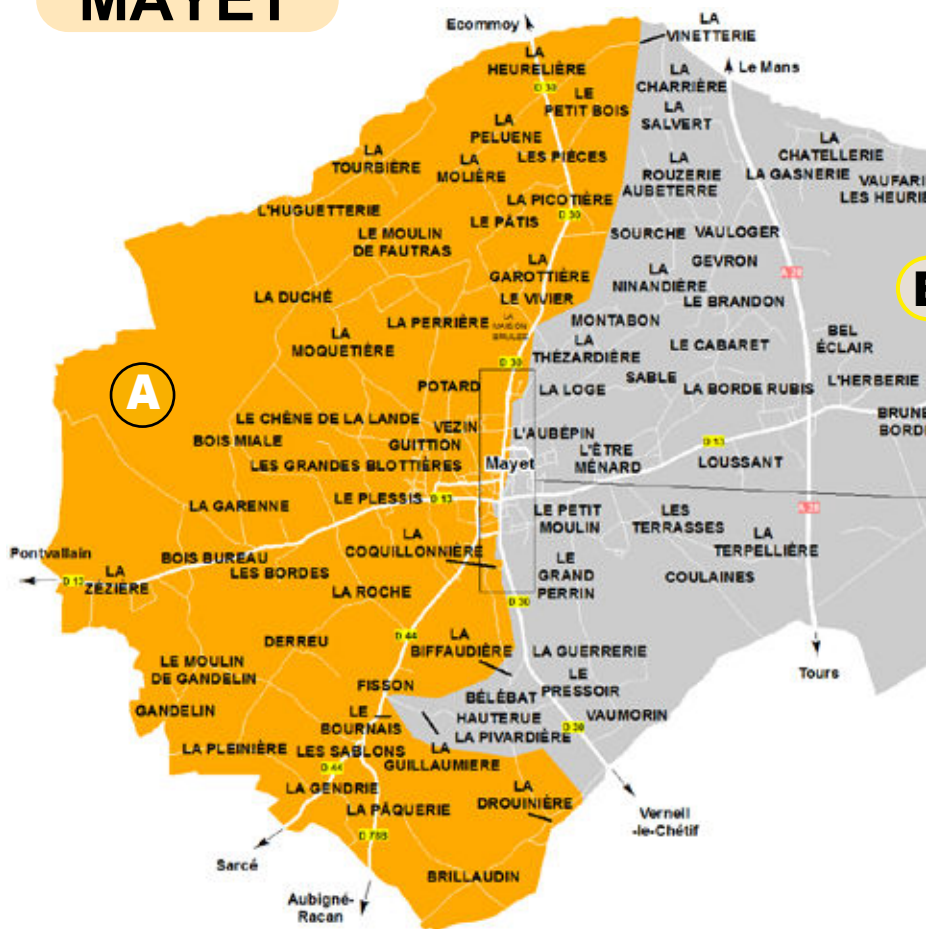 MAYET
Ecommoy
LA
VINETTERIE
LA
HEURELIÈRE
Le Mans
LA
CHARRIÈRE
D 30
LE
PETIT BOIS
LA
SALVERT
LA
PELUENE
LA
CHATELLERIE
LA
TOURBIÈRE
LES PIÈCES
LA
MOLIÈRE
LA
ROUZERIE
LA GASNERIE
AUBETERRE
VAUFARI
LES HEURIE
LA PICOTIÈRE
L'HUGUETTERIE
D 30
LE PÂTIS
LE MOULIN
DE FAUTRAS
SOURCHE
VAULOGER
GEVRON
LA
GAROTTIÈRE
LA
NINANDIÈRE
A 28
LA DUCHÉ
LE VIVIER
LE BRANDON
LA PERRIÈRE
LA
MAISON
BRULEE
MONTABON
LA
MOQUETIÈRE
LA
THÉZARDIÈRE
LE CABARET
BEL
ÉCLAIR
D 30
A
POTARD
LA LOGE
SABLE
LA BORDE RUBIS
L'HERBERIE
LE CHÊNE DE LA LANDE
VEZIN
BRUNE
BORDE
BOIS MIALE
GUITTION
L'AUBÉPIN
D 13
LES GRANDES BLOTTIÈRES
Mayet
L'ÊTRE
MÉNARD
LOUSSANT
LA GARENNE
LE PLESSIS
D 13
LE PETIT
MOULIN
LES
TERRASSES
A 28
LA
TERPELLIÈRE
LA
COQUILLONNIÈRE
Pontvallain
BOIS BUREAU
LES BORDES
LE
GRAND
PERRIN
COULAINES
D 13
LA
ZÉZIÈRE
LA ROCHE
D 30
D 44
DERREU
LA
BIFFAUDIÈRE
LA GUERRERIE
LE MOULIN
DE GANDELIN
Tours
FISSON
LE
PRESSOIR
BÉLÉBAT
GANDELIN
LE
BOURNAIS
HAUTERUE
VAUMORIN
LA PIVARDIÈRE
D 30
LA PLEINIÈRE
LES SABLONS
LA
GUILLAUMIERE
D 44
LA GENDRIE
LA
DROUINIÈRE
LA PÂQUERIE
Verneil
-le-Chétif
Sarcé
BRILLAUDIN
Aubigné-
Racan